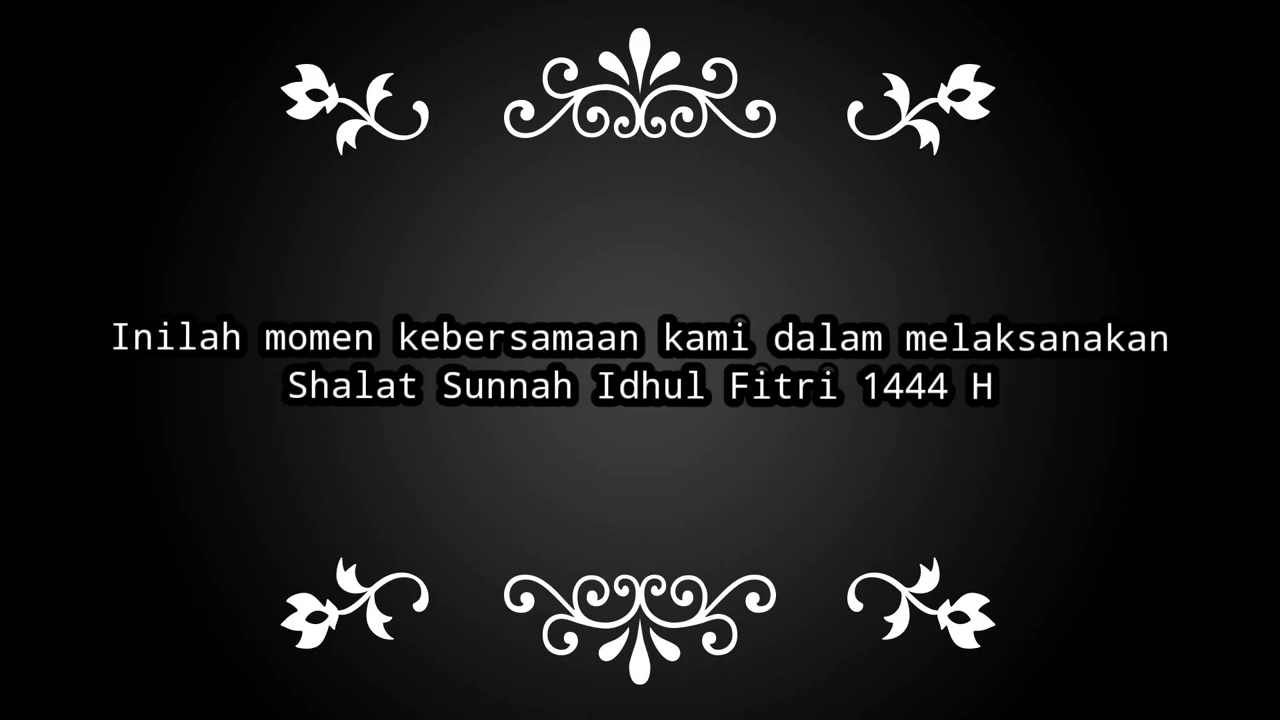 Inilah momen kebersamaan kami dalam melaksanakan
Shalat Sunnah Idhul Fitri 1444 H